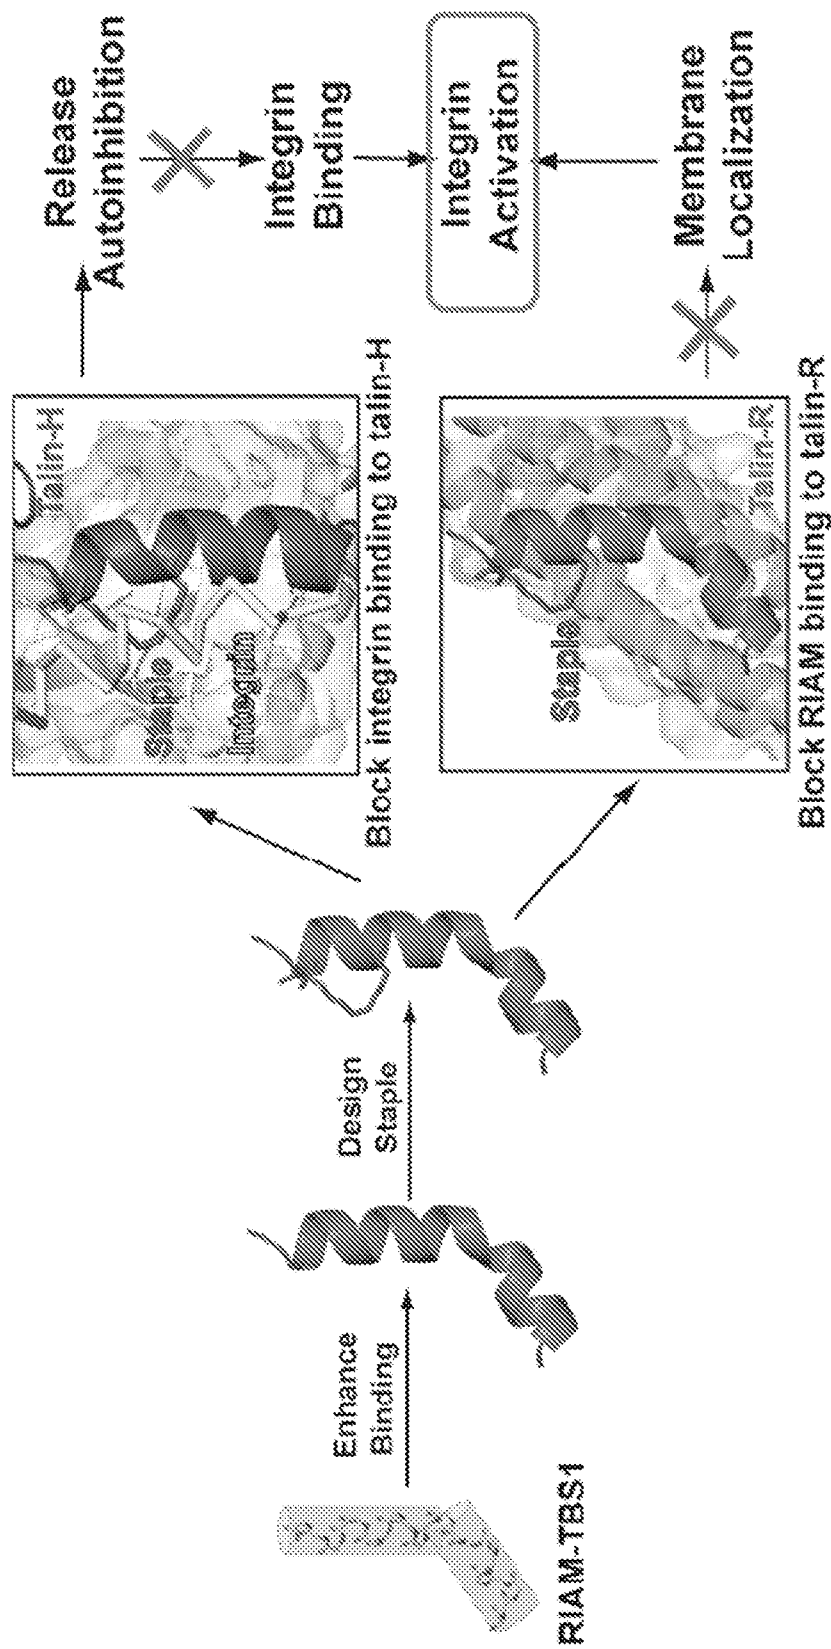 RIAM-TBS1
Enhance
Binding
Design
Staple
Talin-H
Staple
Integrin
Block integrin binding to talin-H
Release
Autoinhibition
Integrin
Binding
Integrin
Activation
Staple
Talin-R
Block RIAM binding to talin-R
Membrane
Localization